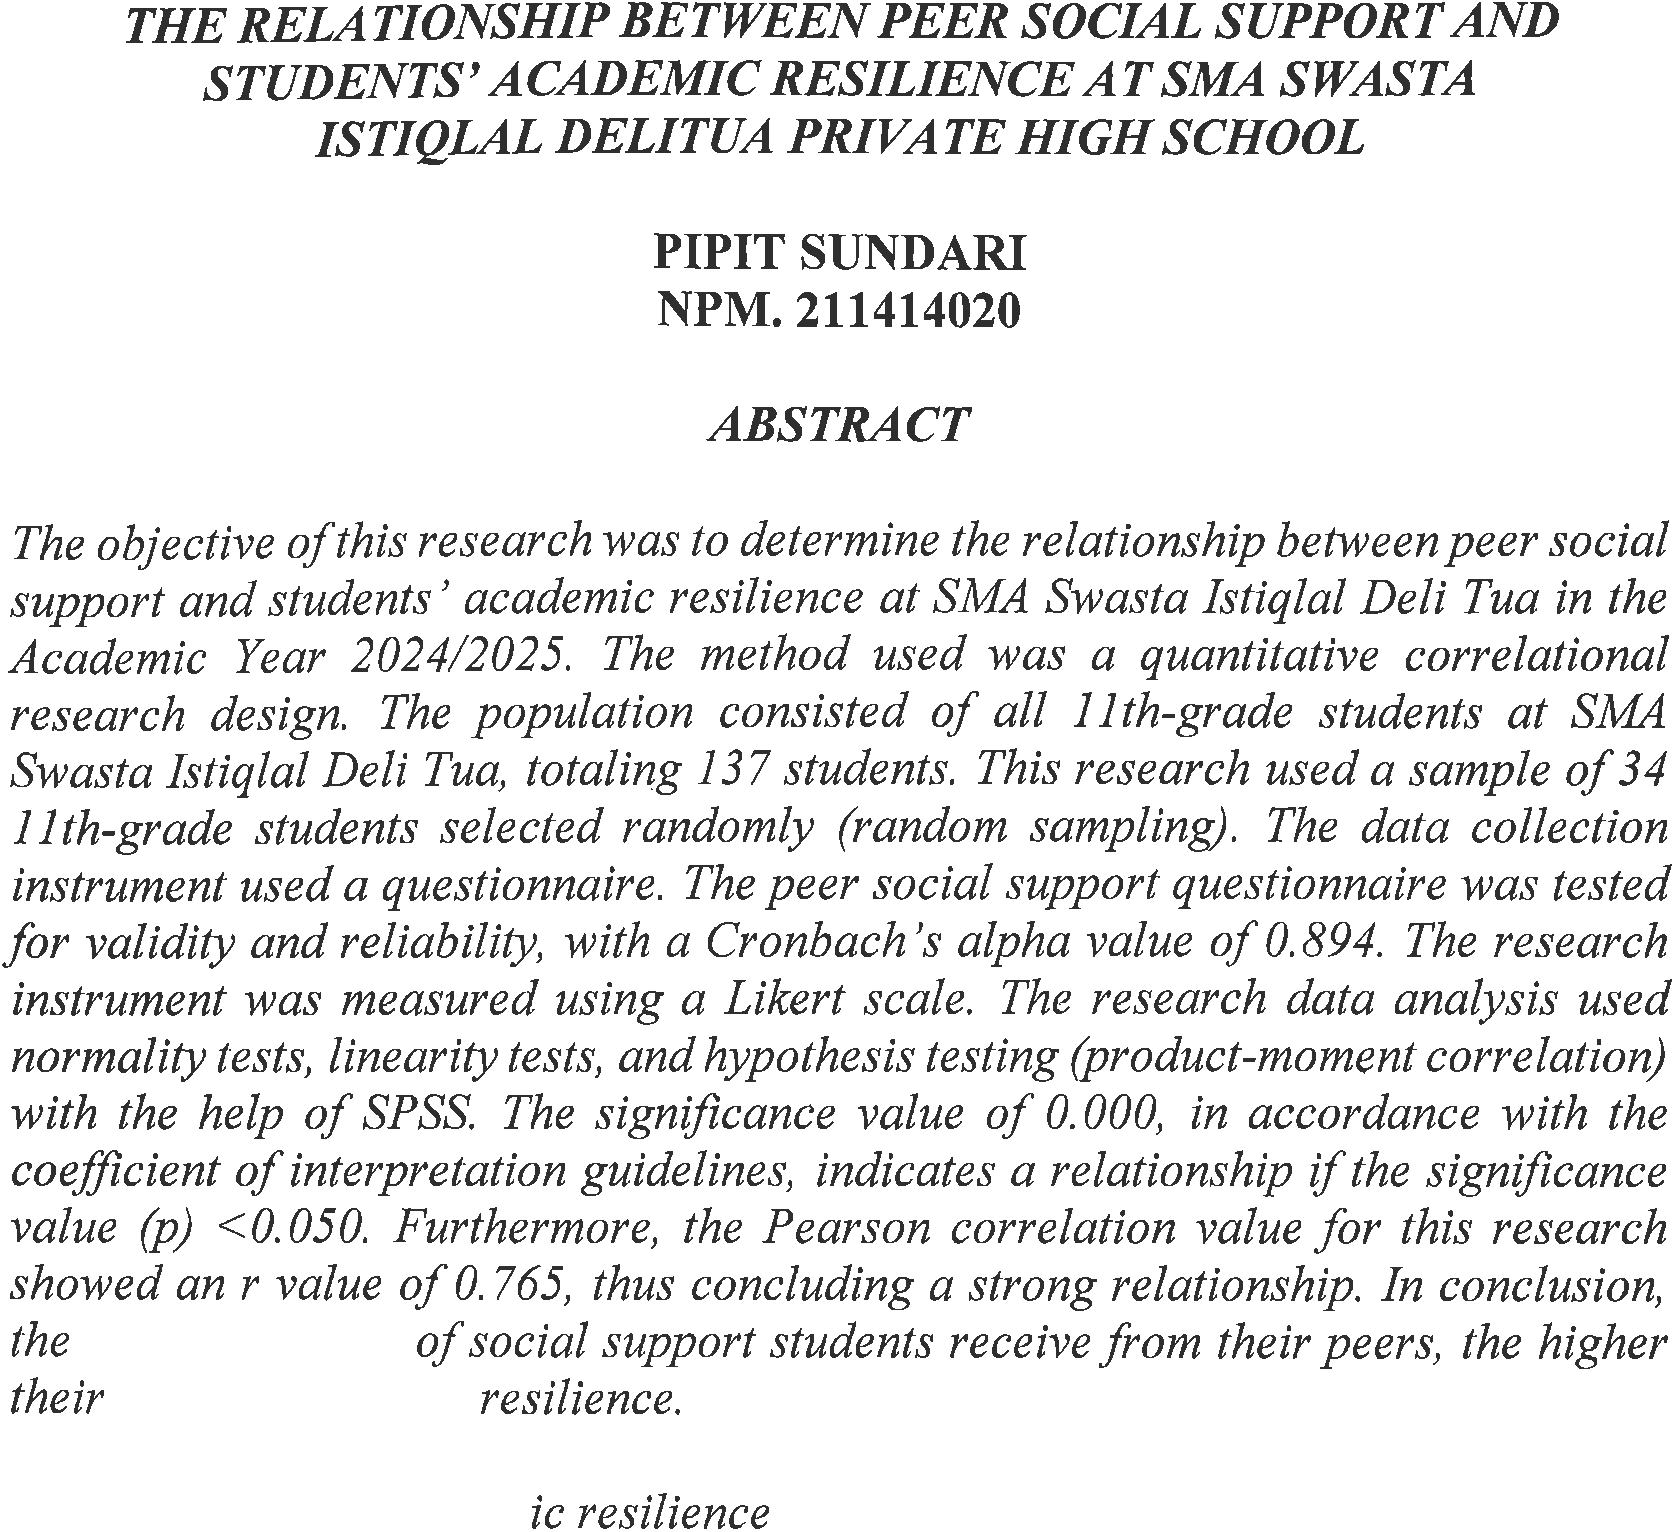 THE RELATIONSHIP BETWEEN PEER SOCIAL SUPPORT AND
STUDENTS' ACADEMIC RESILIENCE AT SMA SWASTA
ISTIQLAL DELITUA PRIVATE HIGH SCHOOL
PIPIT SUNDARI
NPM. 211414020
ABSTRACT
The objective of this research was to determine the relationship between peer social
support and students' academic resilience at SMA Swasta Istiqlal Deli Tua in the
Academic Year 2024/2025. The method used was a quantitative correlational
research design. The population consisted of all 11th-grade students at SMA
Swasta Istiqlal Deli Tua, totaling 137 students. This research used a sample of 34
11th-grade students selected randomly (random sampling). The data collection
instrument used a questionnaire. The peer social support questionnaire was tested
for validity and reliability, with a Cronbach's alpha value of 0.894. The research
instrument was measured using a Likert scale. The research data analysis used
normality tests, linearity tests, and hypothesis testing (product-moment correlation)
with the help of SPSS. The significance value of 0.000, in accordance with the
coefficient of interpretation guidelines, indicates a relationship if the significance
value (p) <0.050. Furthermore, the Pearson correlation value for this research
showed an r value of 0.765, thus concluding a strong relationship. In conclusion,
the of social support students receive from their peers, the higher
their resilience.
ic resilience